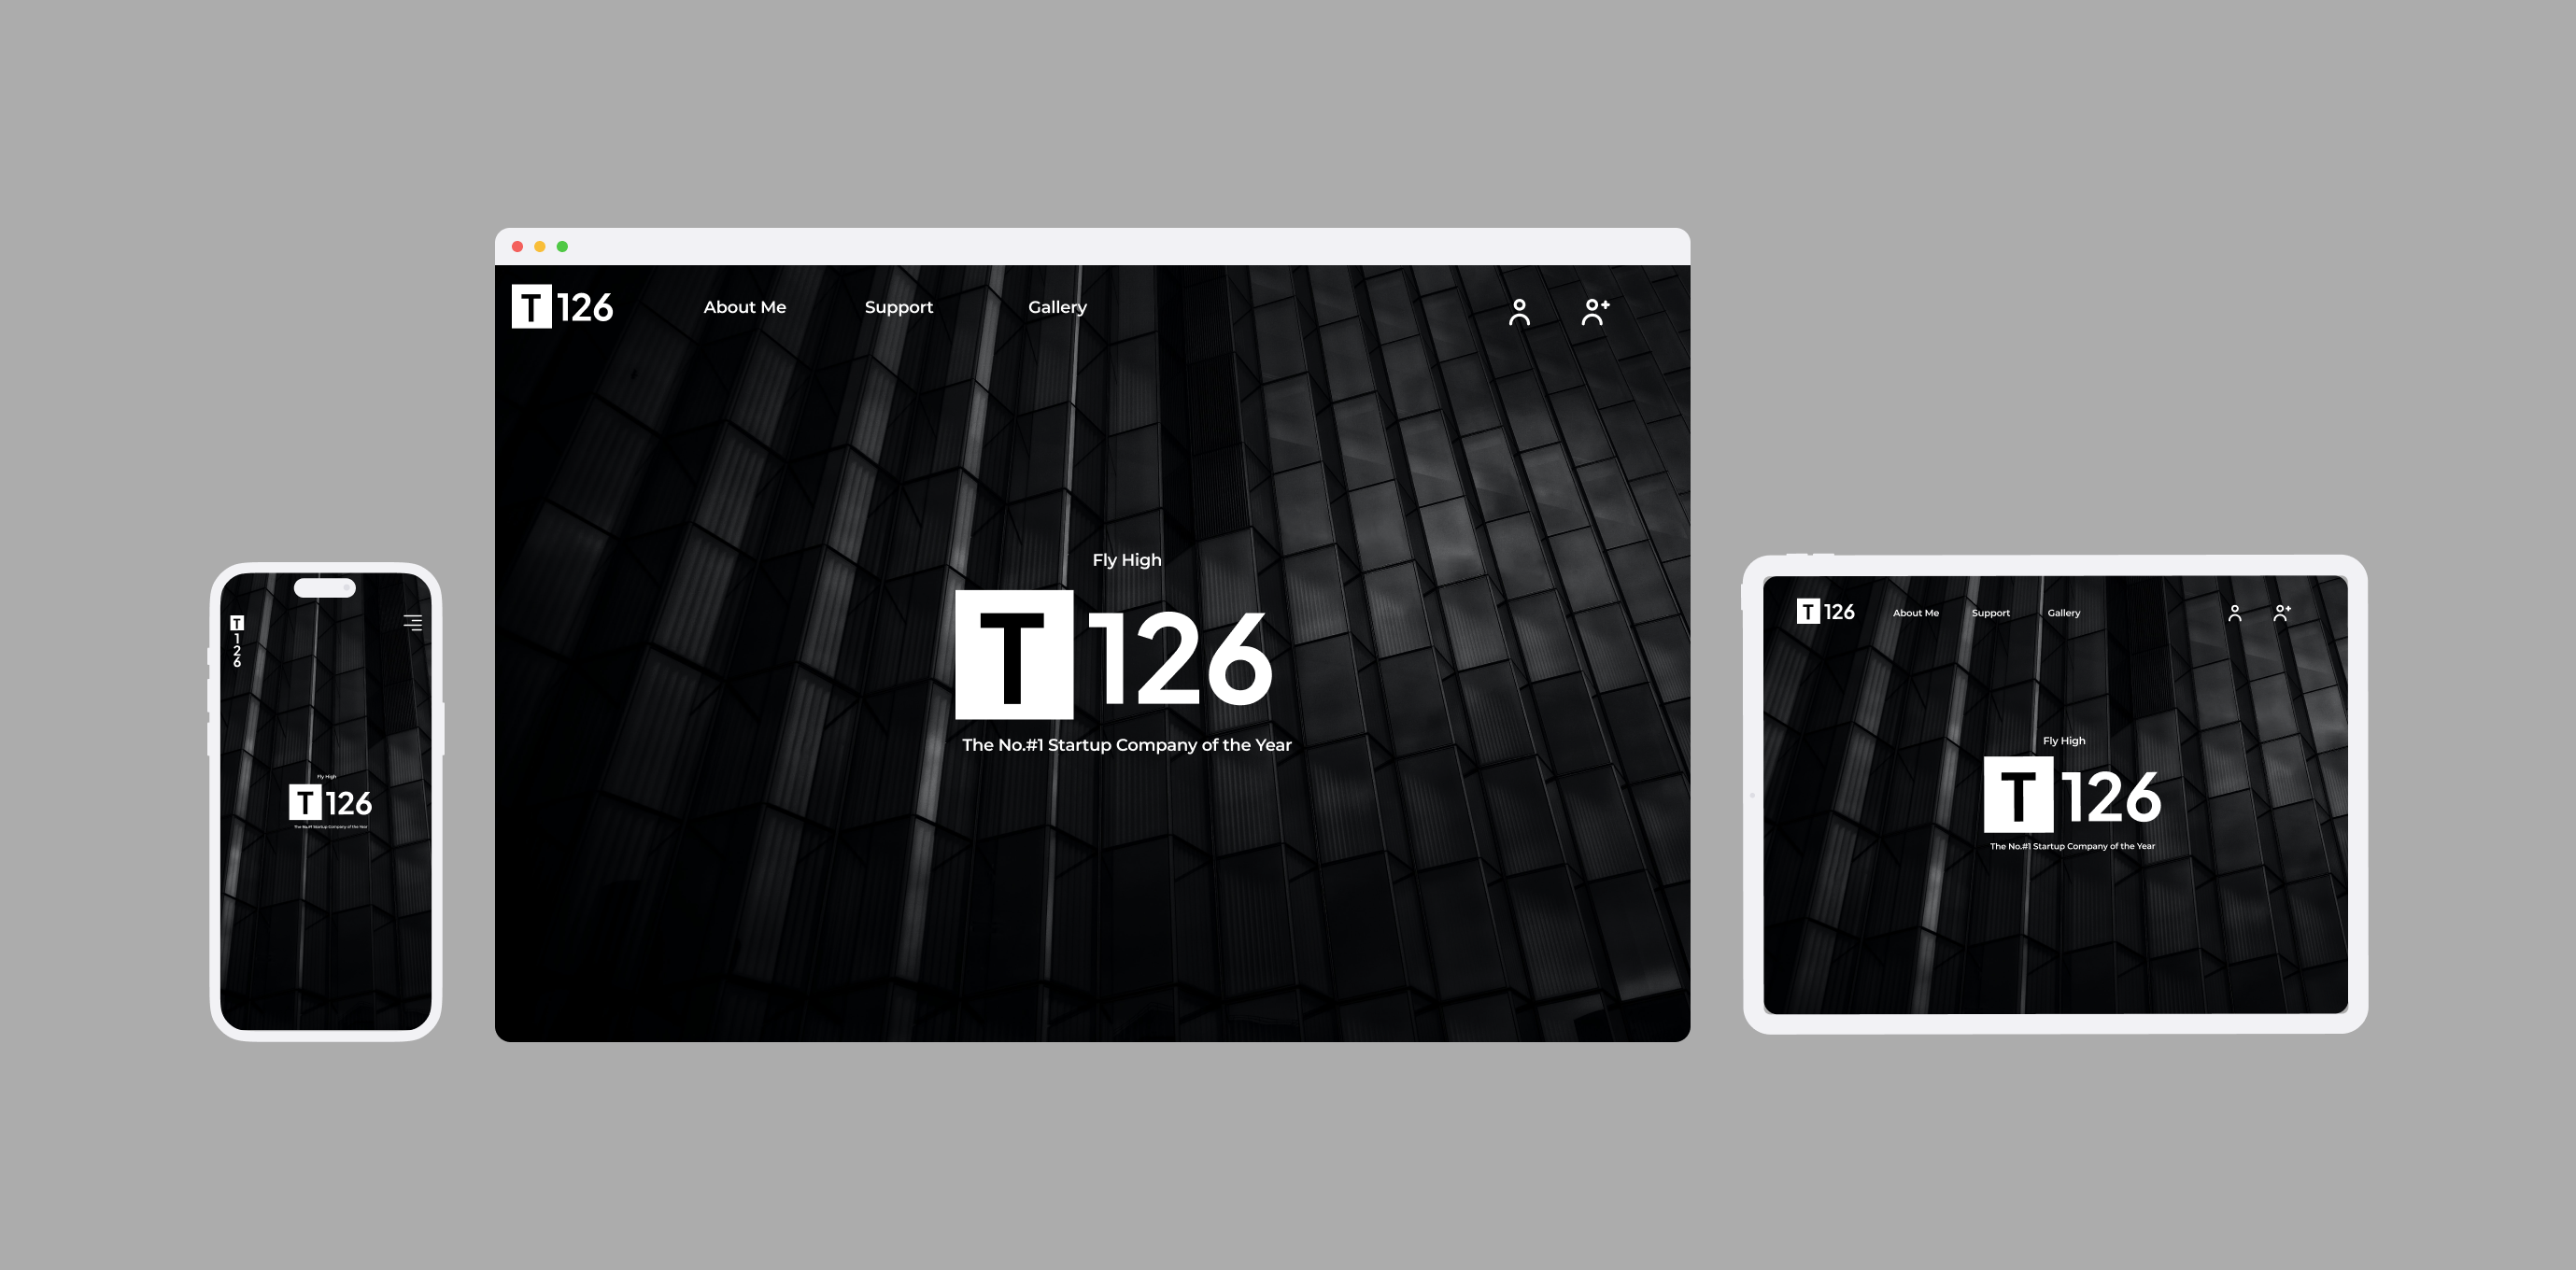 T 126
About Me Support Gallery
Fly High
T 126
The No.#1 Startup Company of the Year
T
1
2
6
Fly High
T 126
The No.#1 Startup Company of the Year
T 126
About Me Support Gallery
Fly High
T 126
The No.#1 Startup Company of the Year